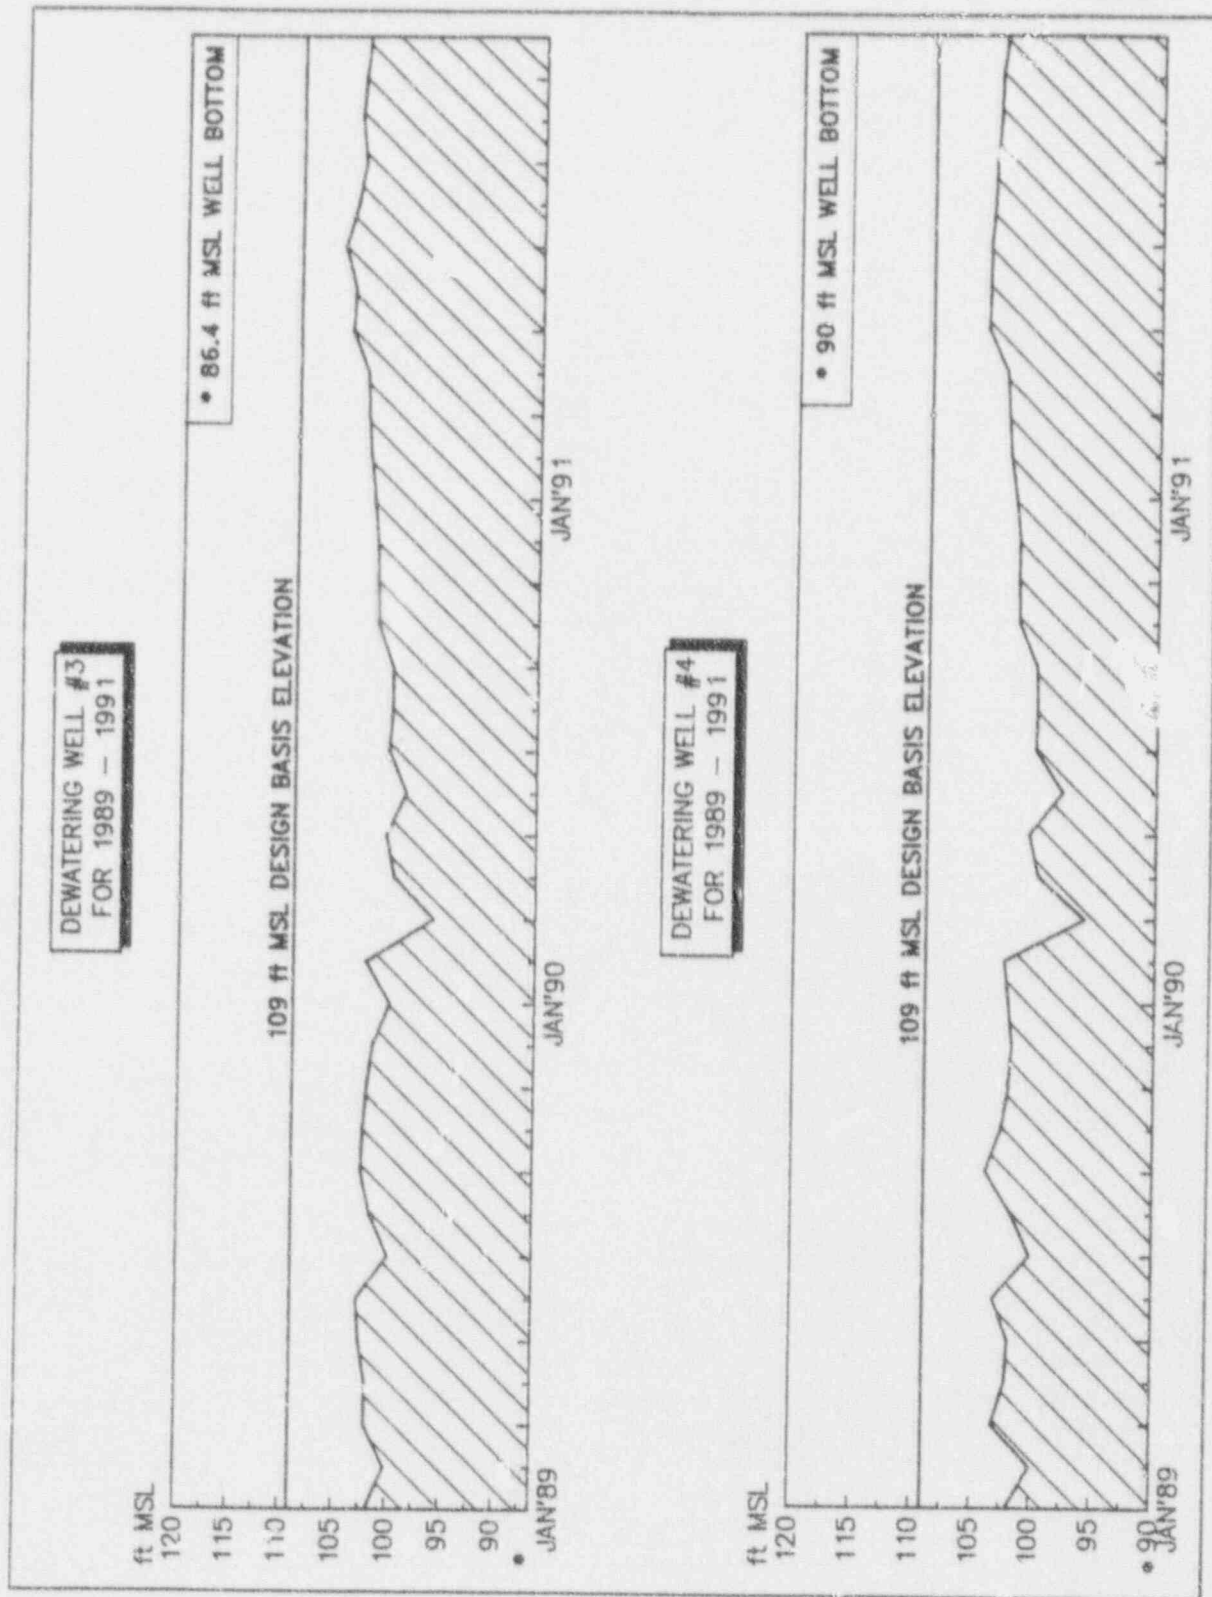 DEWATERING WELL #3
FOR 1989 — 1991
ft MSL
120
115
110
105
100
95
90
*
* 86.4 ft MSL WELL BOTTOM
109 ft MSL DESIGN BASIS ELEVATION
JAN'89
JAN'90
JAN'91
DEWATERING WELL #4
FOR 1989 — 1991
ft MSL
120
115
110
105
100
95
* 90
* 90 ft MSL WELL BOTTOM
109 ft MSL DESIGN BASIS ELEVATION
JAN'89
JAN'90
JAN'91